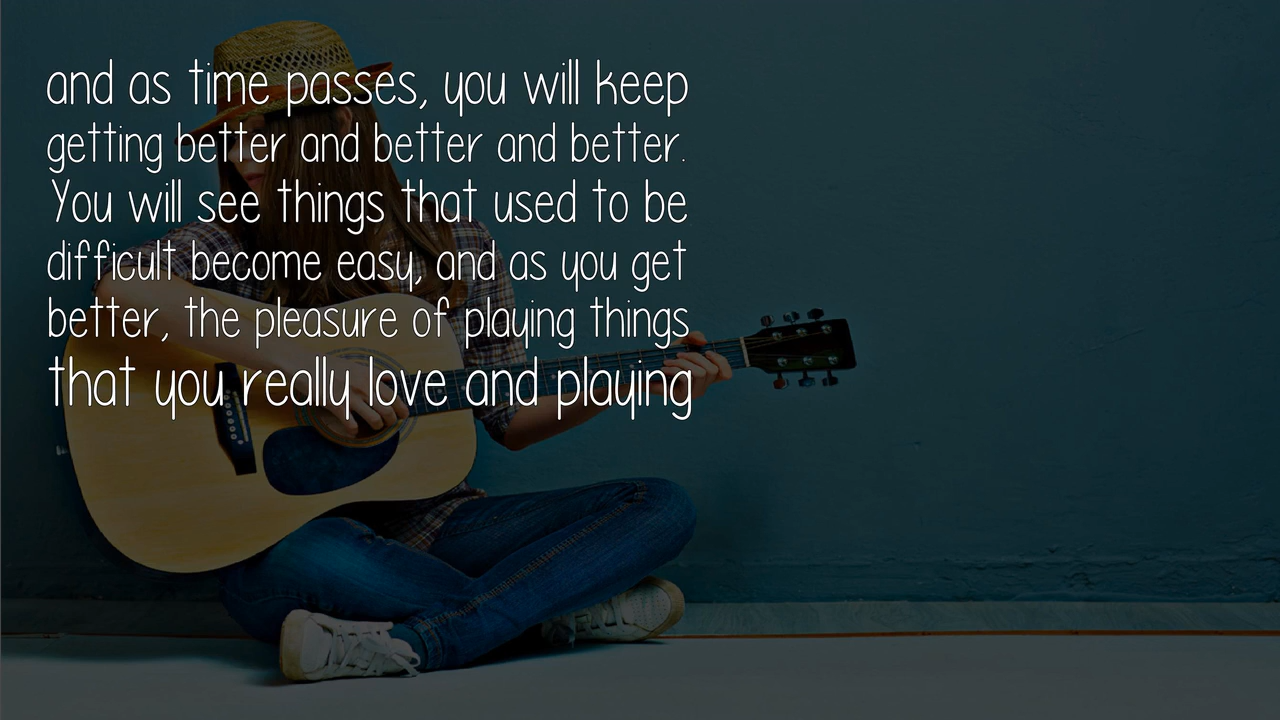 and as time passes, you will keep
getting better and better and better.
You will see things that used to be
difficult become easy, and as you get
better, the pleasure of playing things
that you really love and playing